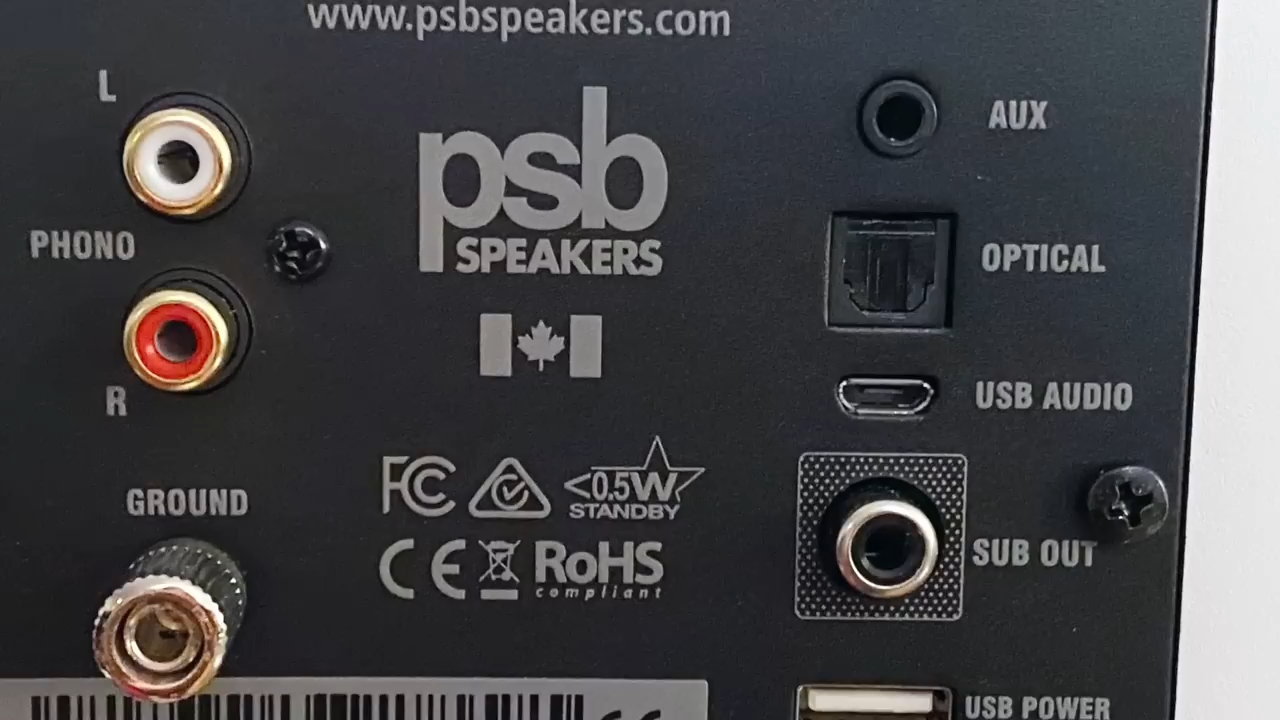 www.psbspeakers.com
L
PHONO
R
GROUND
psb
SPEAKERS
FC
<0.5W
STANDBY
CE
RoHS
compliant
AUX
OPTICAL
USB AUDIO
SUB OUT
USB POWER